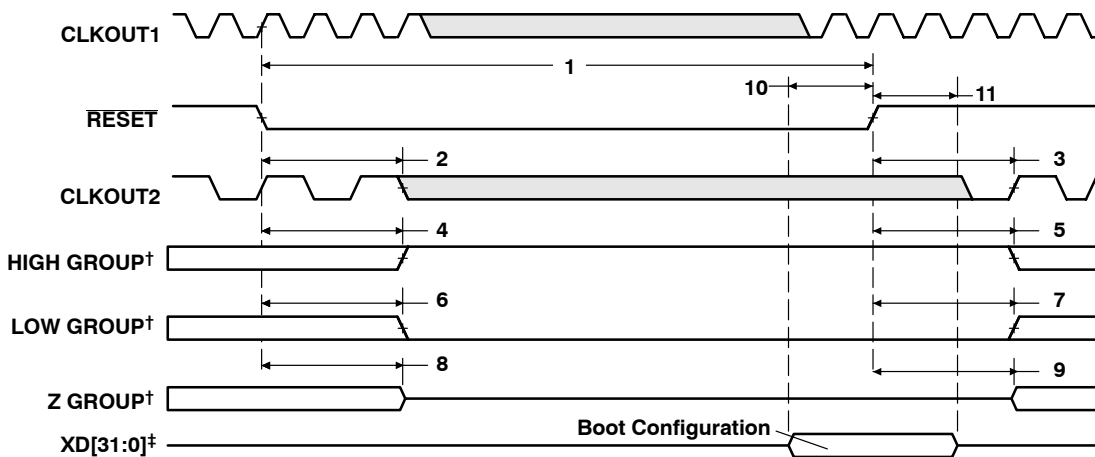 CLKOUT1
1
10
11
RESET
2
3
CLKOUT2
4
5
HIGH GROUP†
6
7
LOW GROUP†
8
9
Z GROUP†
Boot Configuration
XD[31:0]‡